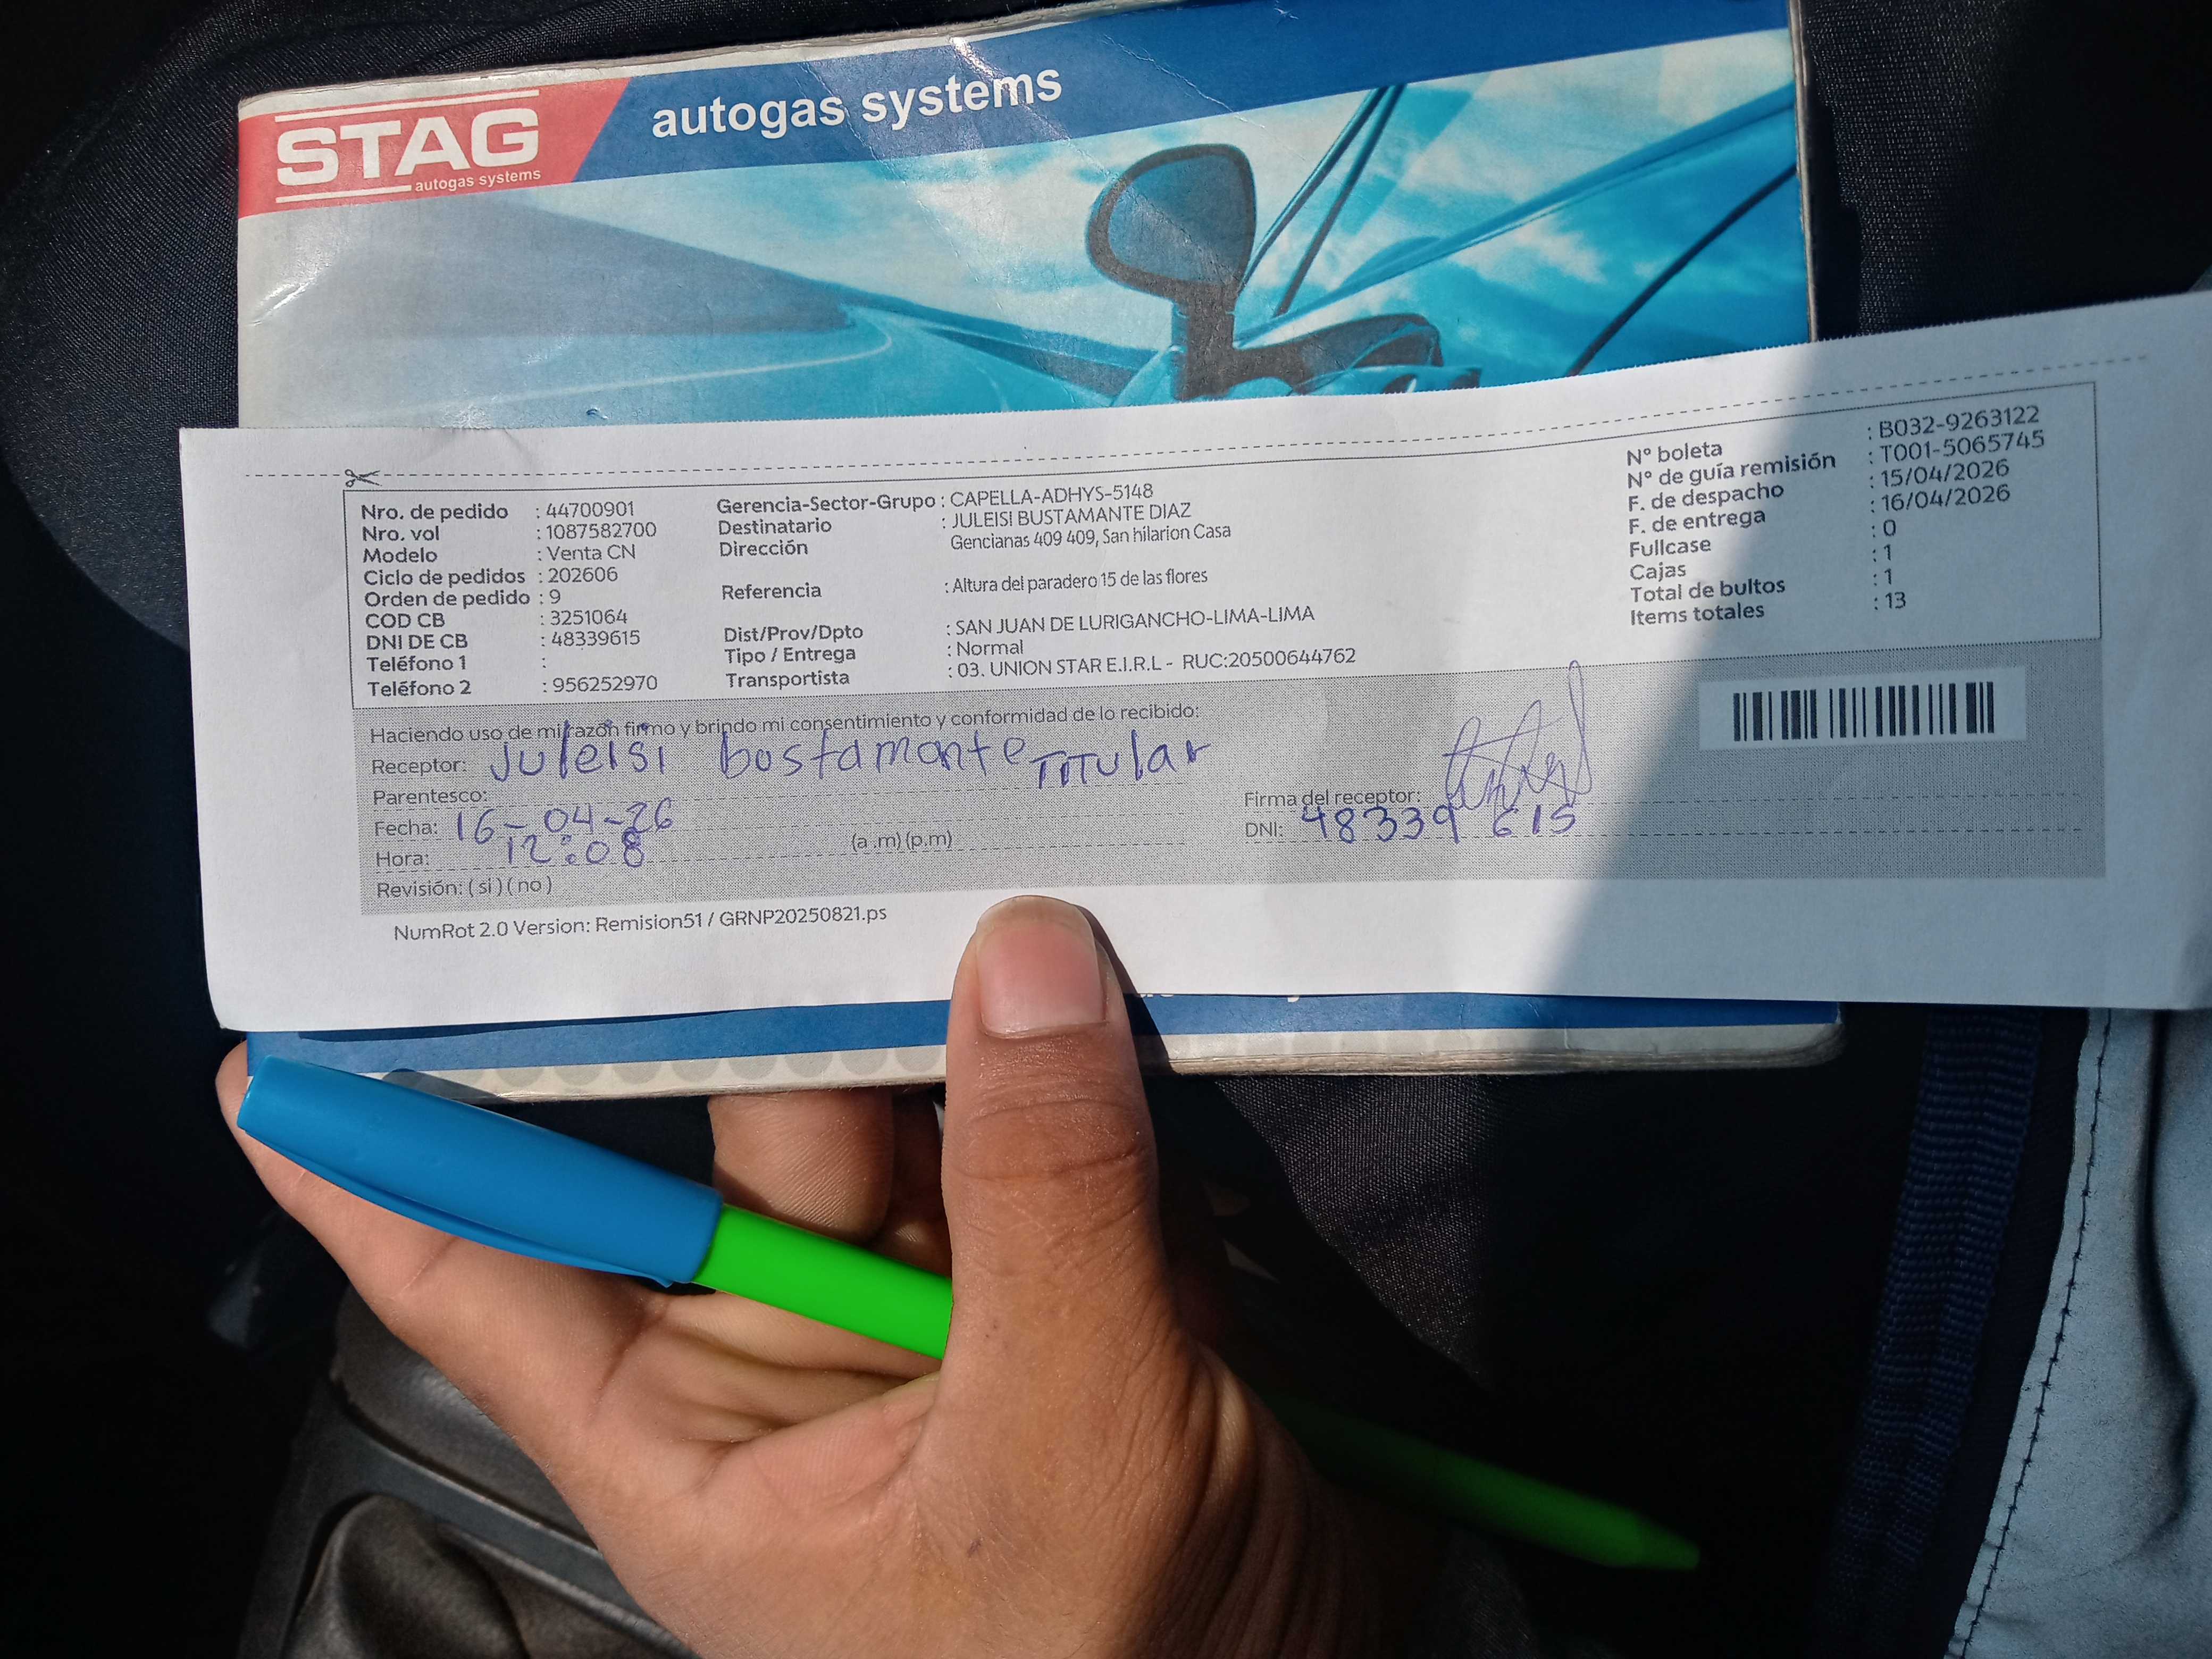 STAG
autogas systems
autogas systems
Nro. de pedido : 44700901
Nro. vol : 1087582700
Modelo : Venta CN
Ciclo de pedidos : 202606
Orden de pedido : 9
COD CB : 3251064
DNI DE CB : 48339615
Teléfono 1 :
Teléfono 2 : 956252970
Gerencia-Sector-Grupo : CAPELLA-ADHYS-5148
Destinatario : JULEISI BUSTAMANTE DIAZ
Dirección Gencianas 409 409, San hilarion Casa
Referencia : Altura del paradero 15 de las flores
Dist/Prov/Dpto : SAN JUAN DE LURIGANCHO-LIMA-LIMA
Tipo / Entrega : Normal
Transportista : 03. UNION STAR E.I.R.L - RUC:20500644762
N° boleta : B032-9263122
N° de guía remisión : T001-5065745
F. de despacho : 15/04/2026
F. de entrega : 16/04/2026
Fullcase : 0
Cajas : 1
Total de bultos : 1
Items totales : 13
Haciendo uso de mi razón firmo y brindo mi consentimiento y conformidad de lo recibido:
Receptor: Juleisi bustamante TITular
Parentesco:
Fecha: 16-04-26
Hora: 12:08 (a .m) (p.m)
Revisión: ( si ) ( no )
Firma del receptor:
DNI: 48339615
NumRot 2.0 Version: Remision51 / GRNP20250821.ps